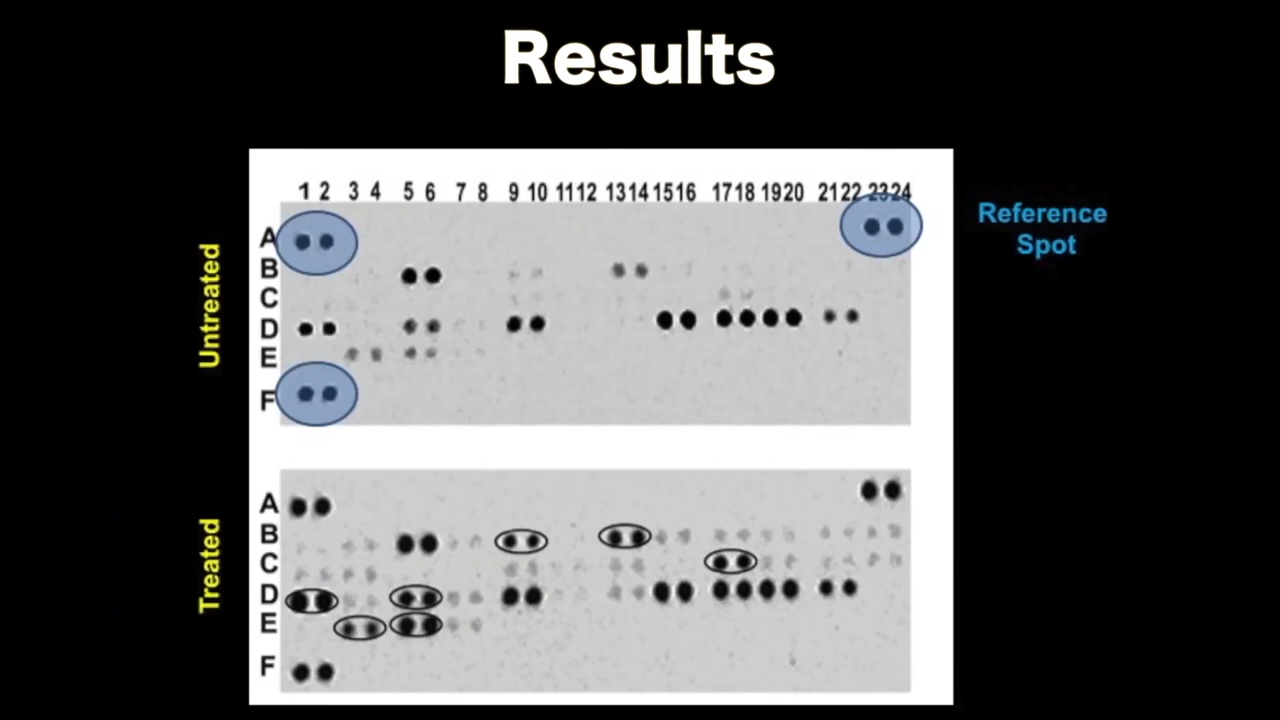 Results
1 2 3 4 5 6 7 8 9 10 11 12 13 14 15 16 17 18 19 20 21 22 23 24
Reference
Spot
Untreated
A
B
C
D
E
F
Treated
A
B
C
D
E
F